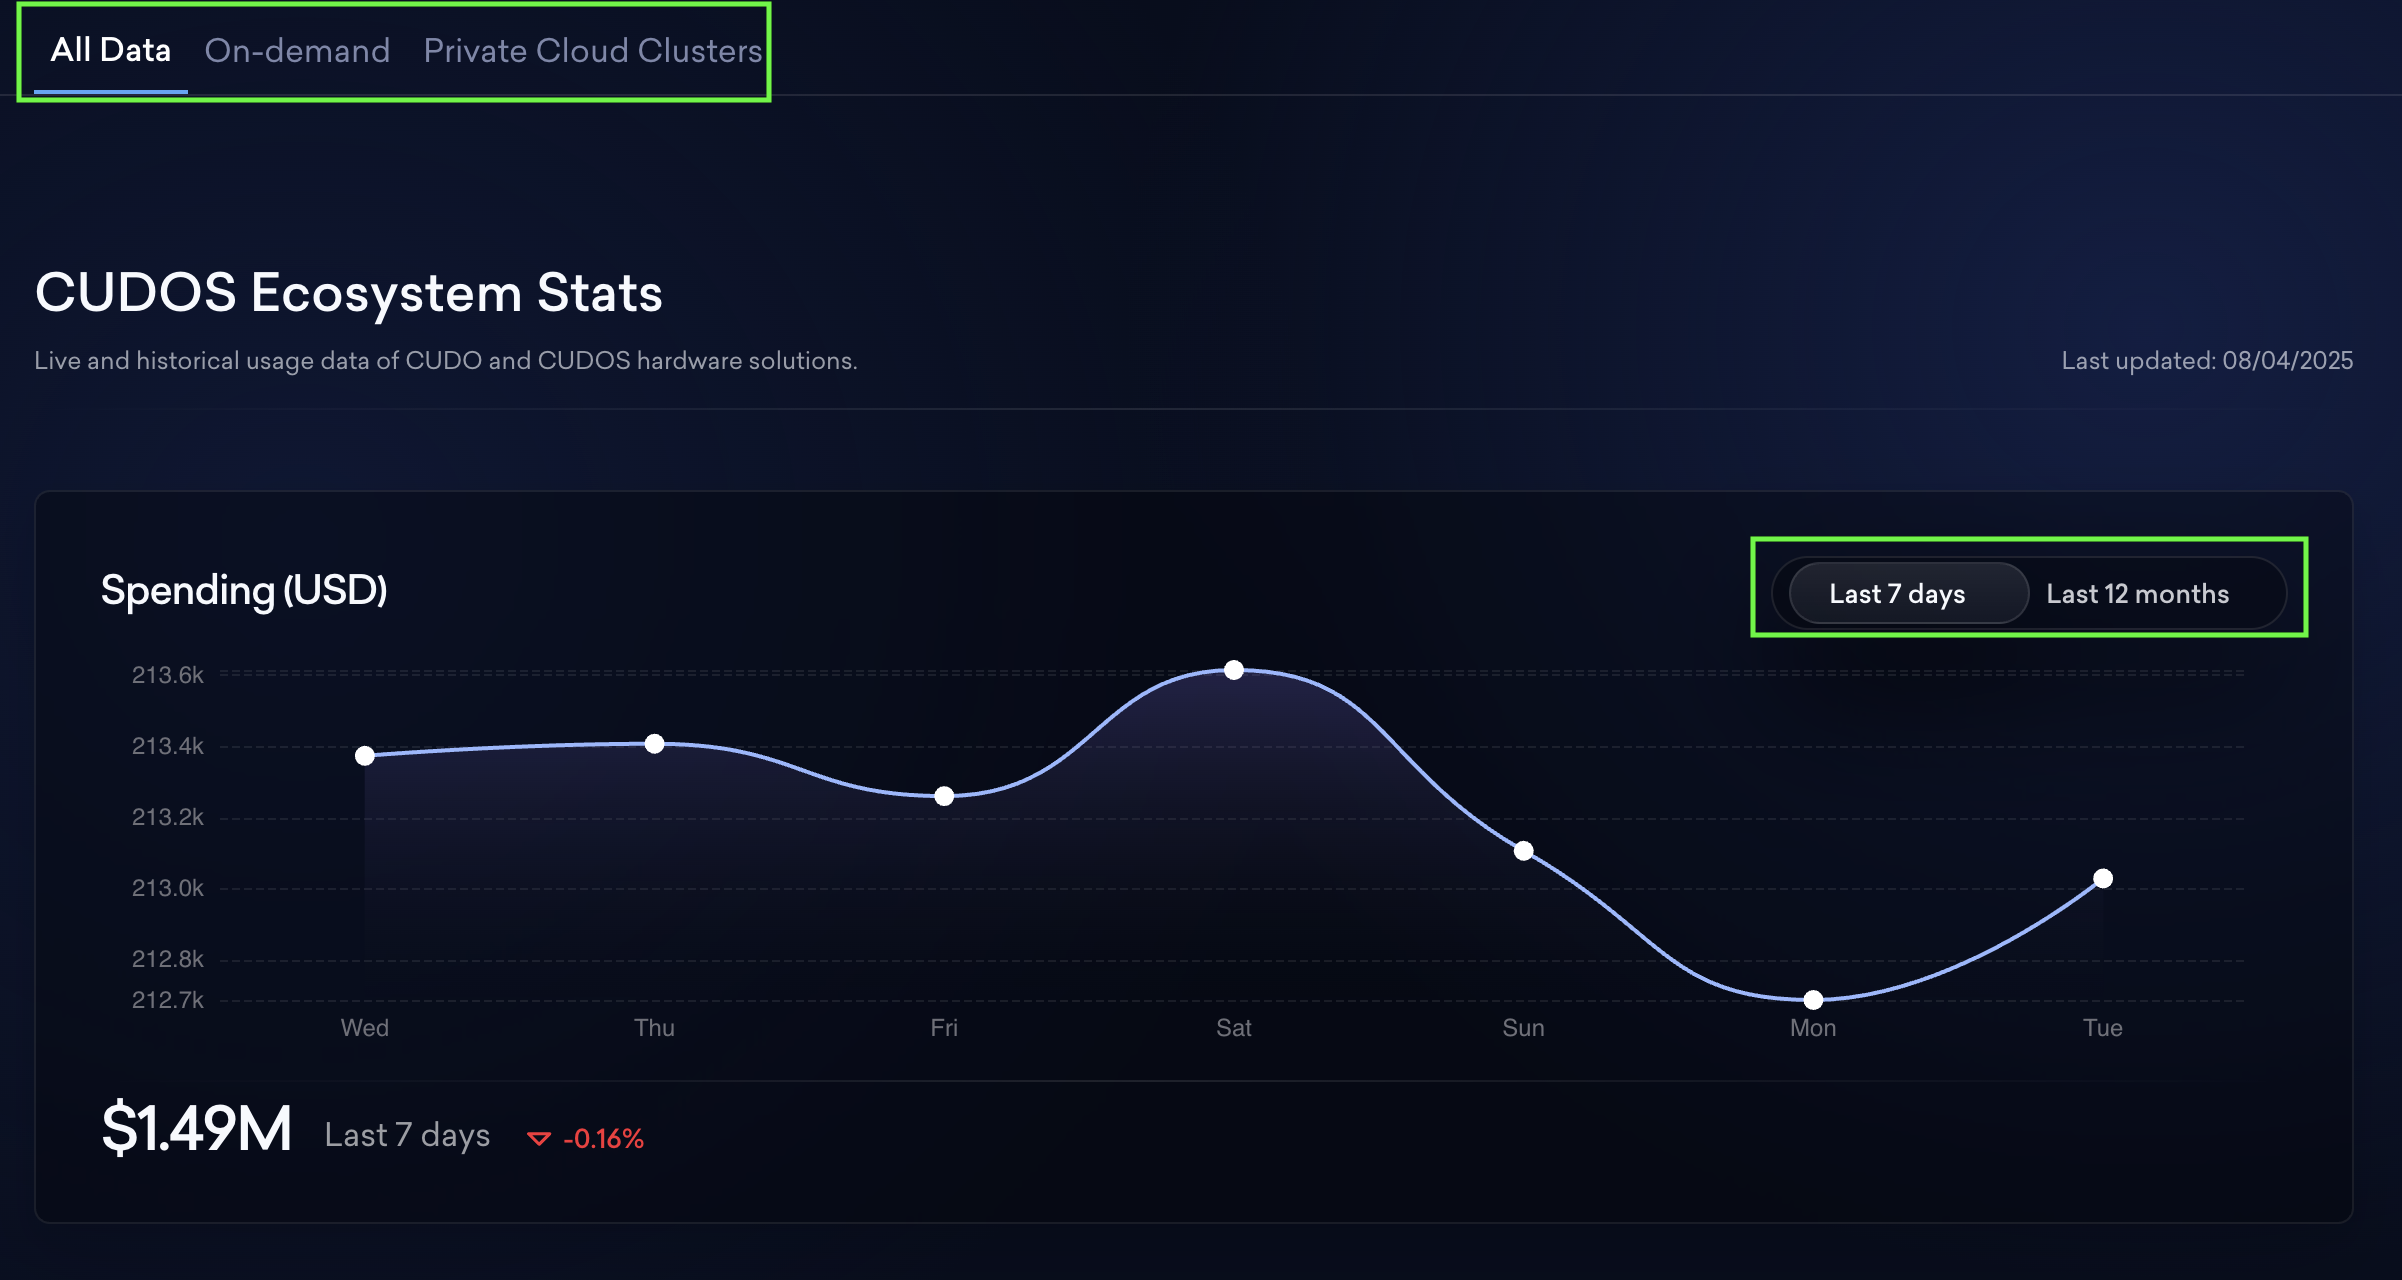 All Data On-demand Private Cloud Clusters
CUDOS Ecosystem Stats
Live and historical usage data of CUDO and CUDOS hardware solutions.
Last updated: 08/04/2025
Spending (USD)
Last 7 days Last 12 months
213.6k
213.4k
213.2k
213.0k
212.8k
212.7k
Wed Thu Fri Sat Sun Mon Tue
$1.49M Last 7 days -0.16%